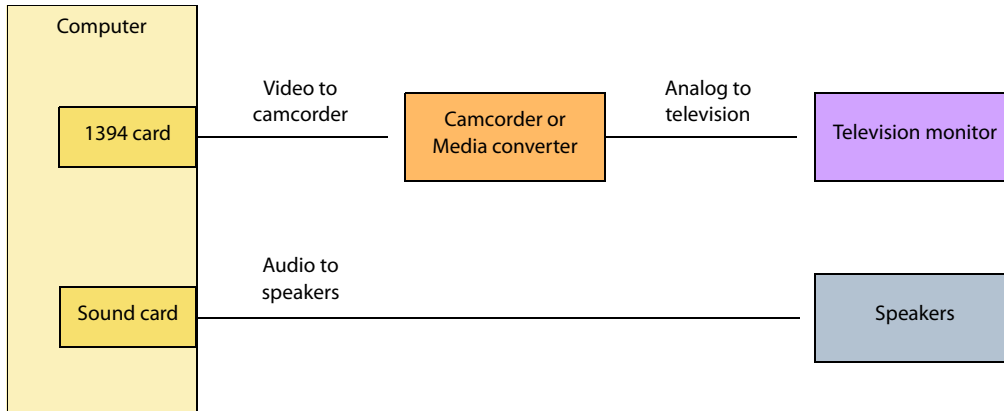 Computer
Video to
camcorder
Analog to
television
1394 card
Camcorder or
Media converter
Television monitor
Audio to
speakers
Sound card
Speakers